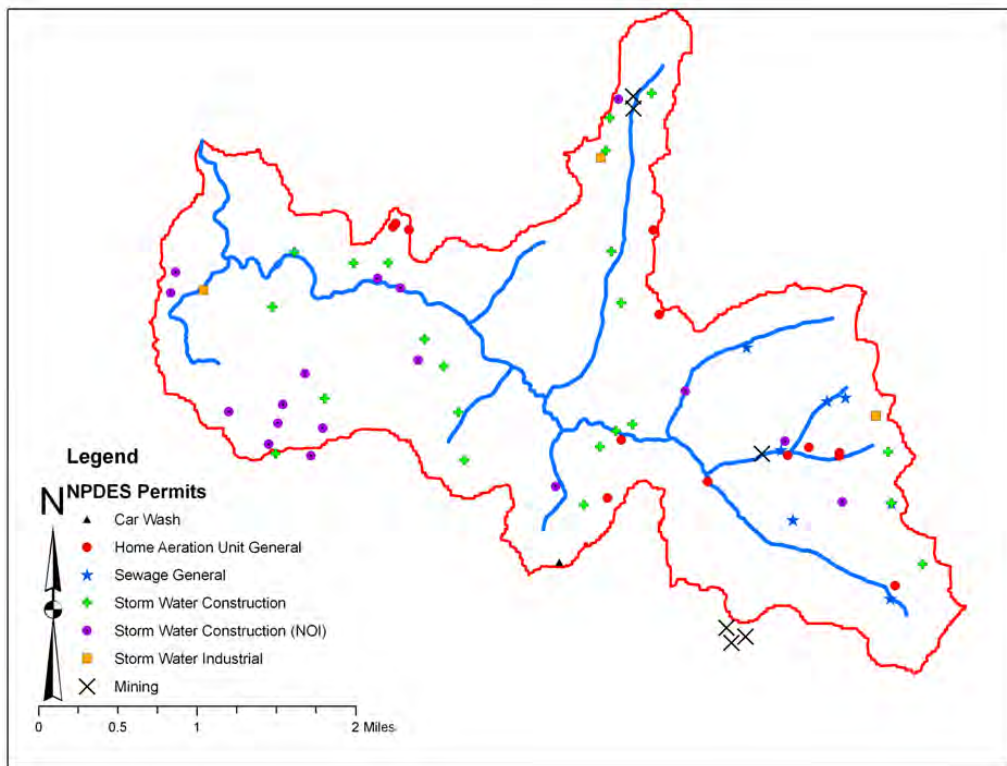 Legend
N
NPDES Permits
Car Wash
Home Aeration Unit General
Sewage General
Storm Water Construction
Storm Water Construction (NOI)
Storm Water Industrial
Mining
0 0.5 1 2 Miles